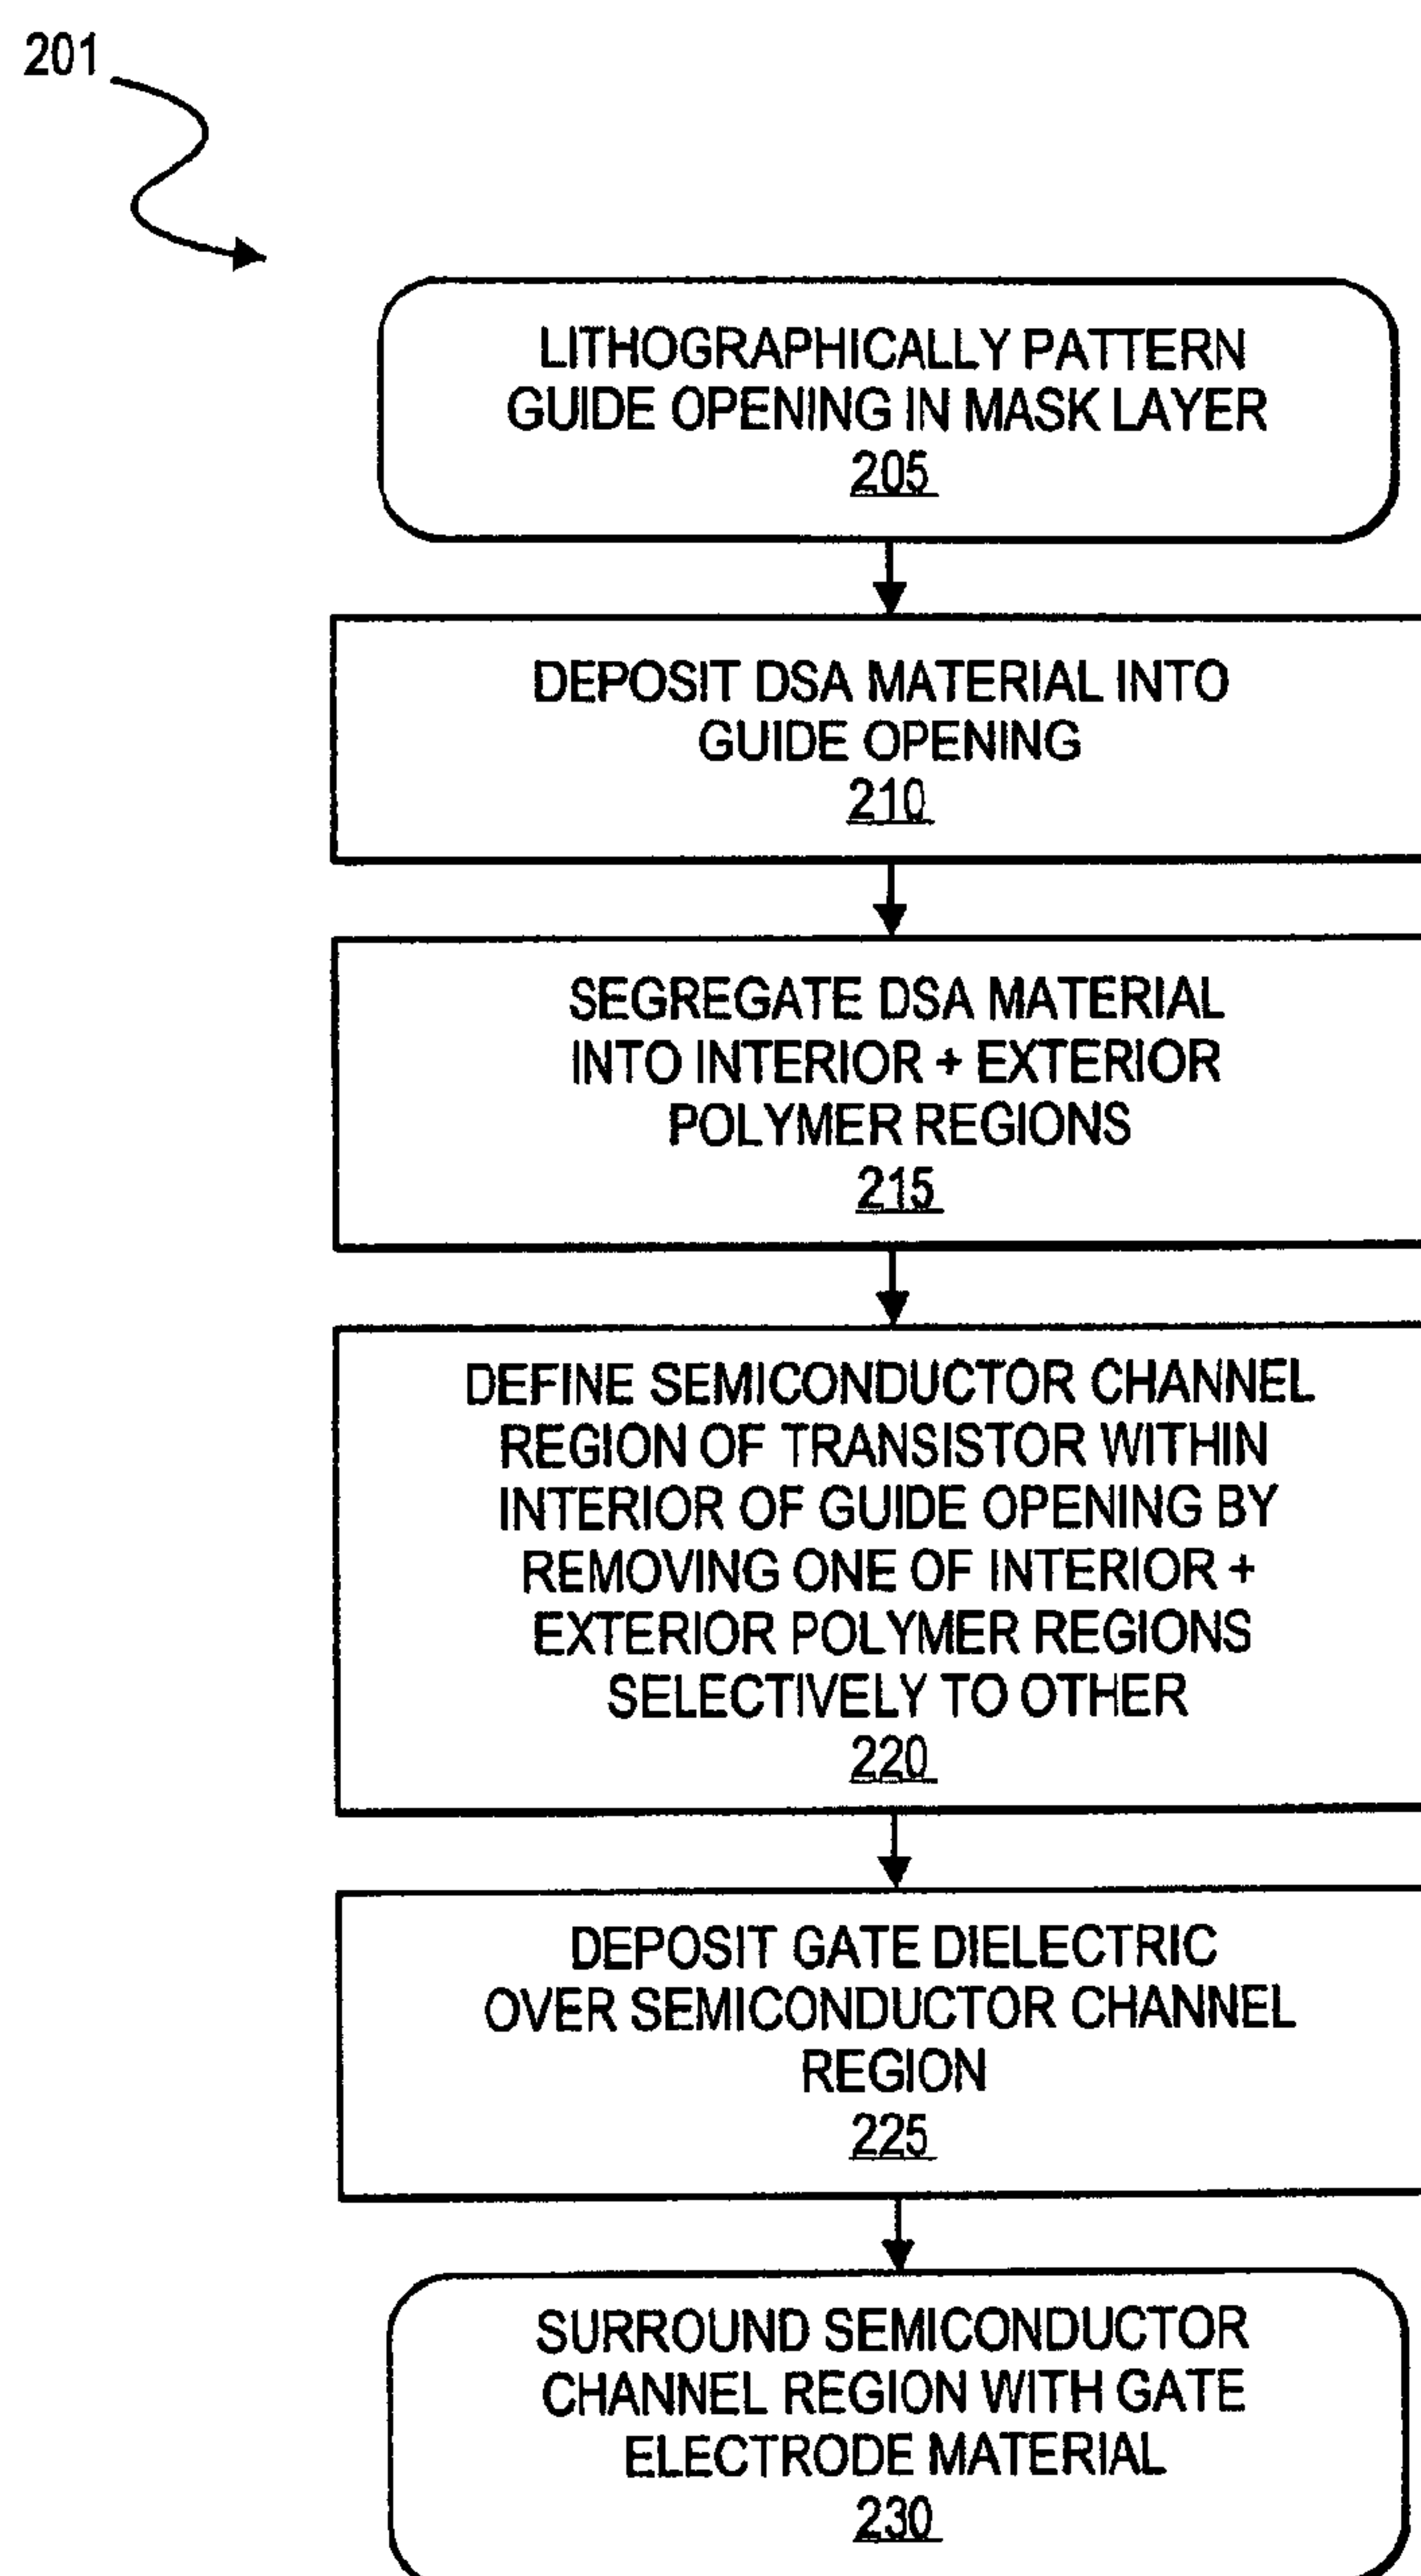 201
LITHOGRAPHICALLY PATTERN
GUIDE OPENING IN MASK LAYER
205
DEPOSIT DSA MATERIAL INTO
GUIDE OPENING
210
SEGREGATE DSA MATERIAL
INTO INTERIOR + EXTERIOR
POLYMER REGIONS
215
DEFINE SEMICONDUCTOR CHANNEL
REGION OF TRANSISTOR WITHIN
INTERIOR OF GUIDE OPENING BY
REMOVING ONE OF INTERIOR +
EXTERIOR POLYMER REGIONS
SELECTIVELY TO OTHER
220
DEPOSIT GATE DIELECTRIC
OVER SEMICONDUCTOR CHANNEL
REGION
225
SURROUND SEMICONDUCTOR
CHANNEL REGION WITH GATE
ELECTRODE MATERIAL
230